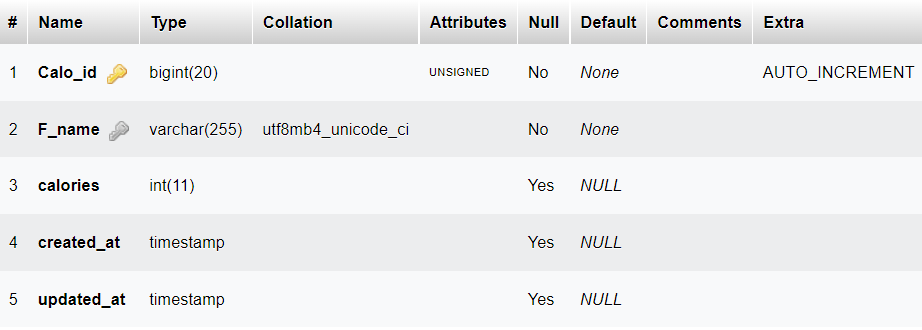 # Name Type Collation Attributes Null Default Comments Extra
1 Calo_id bigint(20) UNSIGNED No None AUTO_INCREMENT
2 F_name varchar(255) utf8mb4_unicode_ci No None
3 calories int(11) Yes NULL
4 created_at timestamp Yes NULL
5 updated_at timestamp Yes NULL